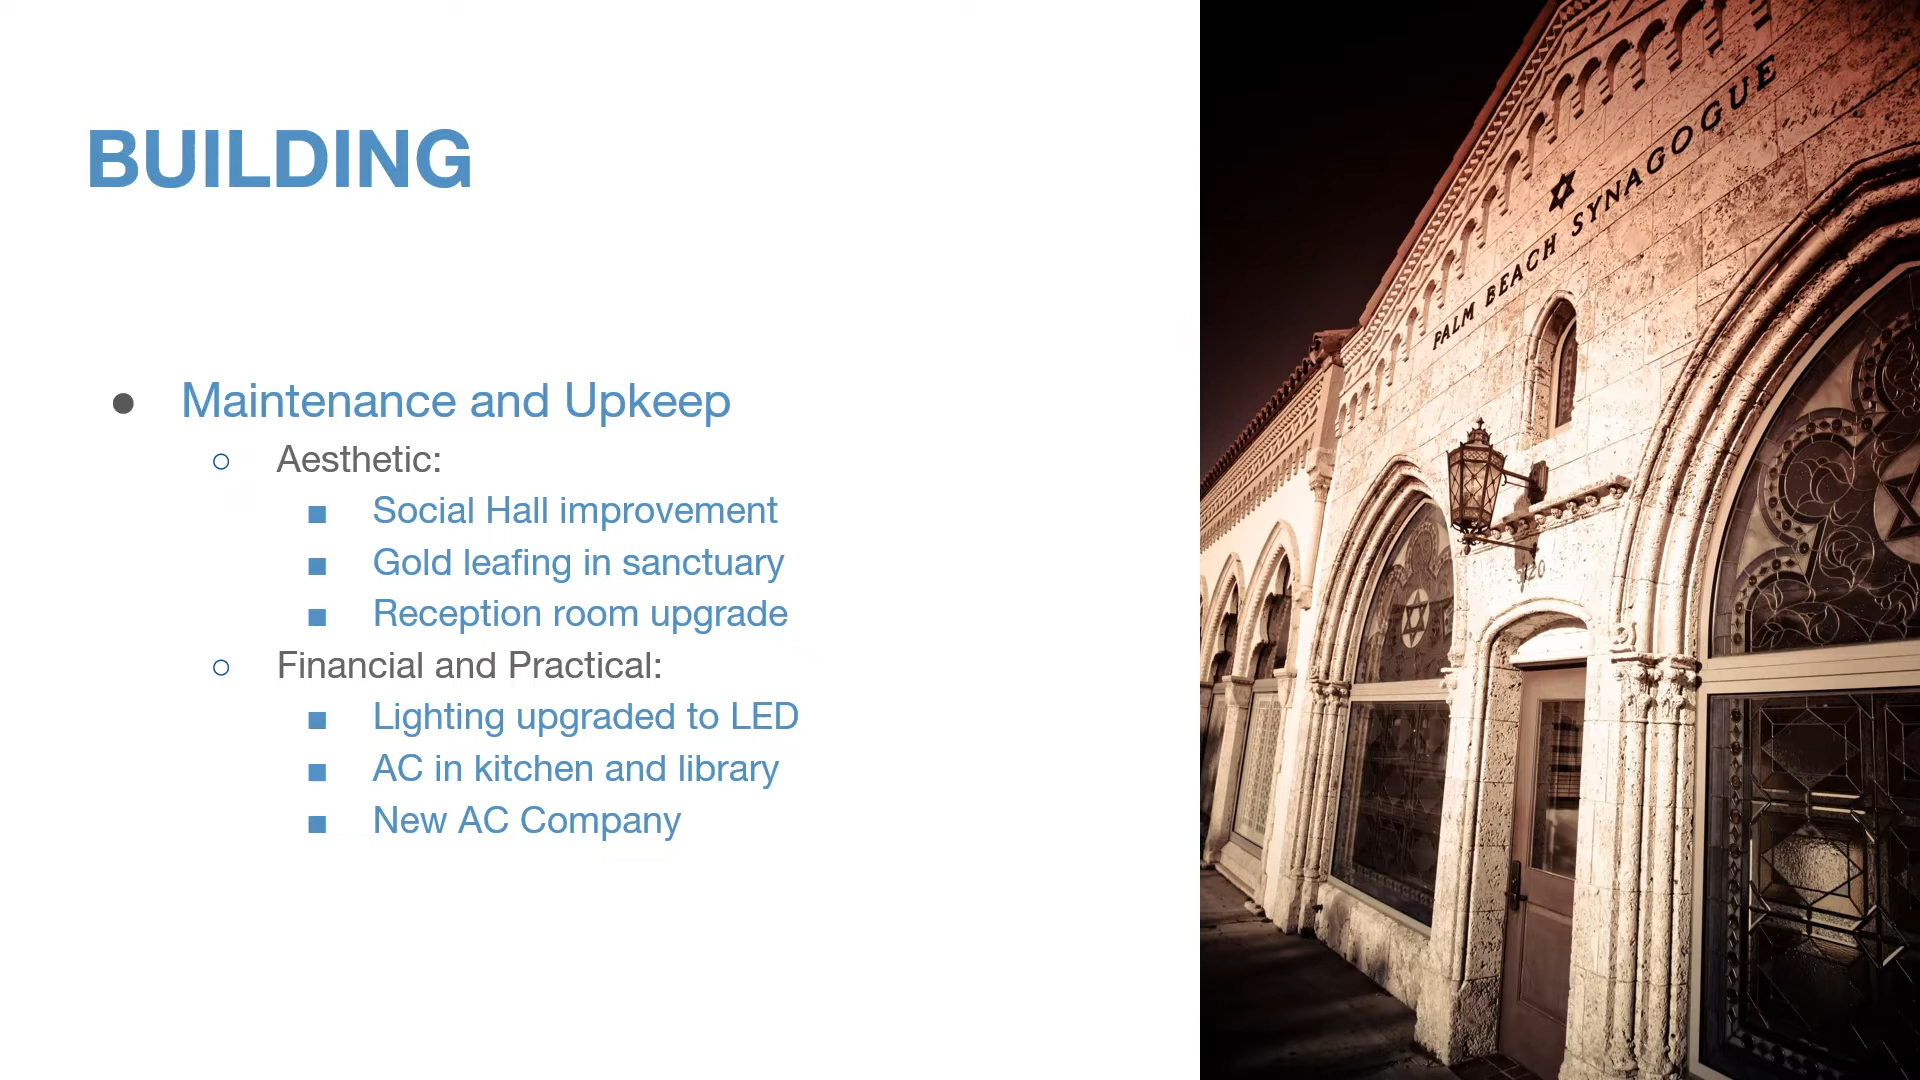 BUILDING
● Maintenance and Upkeep
○ Aesthetic:
■ Social Hall improvement
■ Gold leafing in sanctuary
■ Reception room upgrade
○ Financial and Practical:
■ Lighting upgraded to LED
■ AC in kitchen and library
■ New AC Company
PALM BEACH SYNAGOGUE